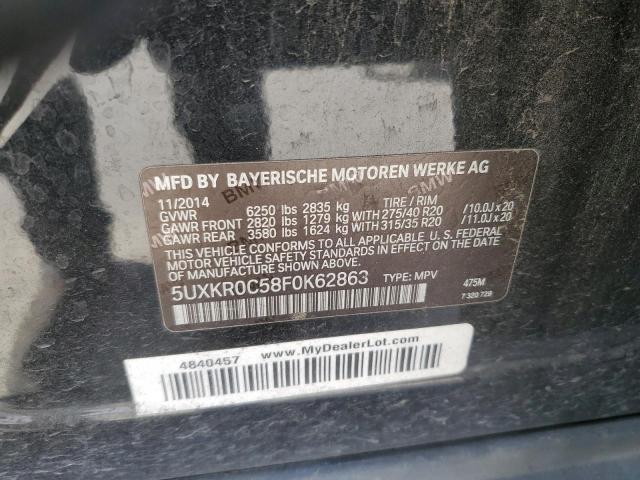 MFD BY BAYERISCHE MOTOREN WERKE AG
11/2014 TIRE / RIM
GVWR 6250 lbs 2835 kg
GAWR FRONT 2820 lbs 1279 kg WITH 275/40 R20 /10.0J x 20
GAWR REAR 3580 lbs 1624 kg WITH 315/35 R20 /11.0J x 20
THIS VEHICLE CONFORMS TO ALL APPLICABLE U. S. FEDERAL
MOTOR VEHICLE SAFETY STANDARDS IN EFFECT
ON THE DATE OF MANUFACTURE SHOWN ABOVE.
5UXKR0C58F0K62863 TYPE: MPV 475M
7 320 728
4840457 www.MyDealerLot.com